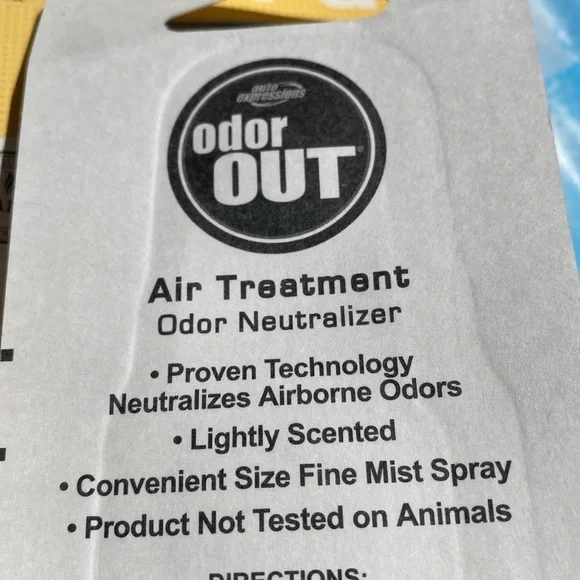 auto
expressions
odor
OUT
Air Treatment
Odor Neutralizer
• Proven Technology
Neutralizes Airborne Odors
• Lightly Scented
• Convenient Size Fine Mist Spray
• Product Not Tested on Animals
DIRECTIONS: